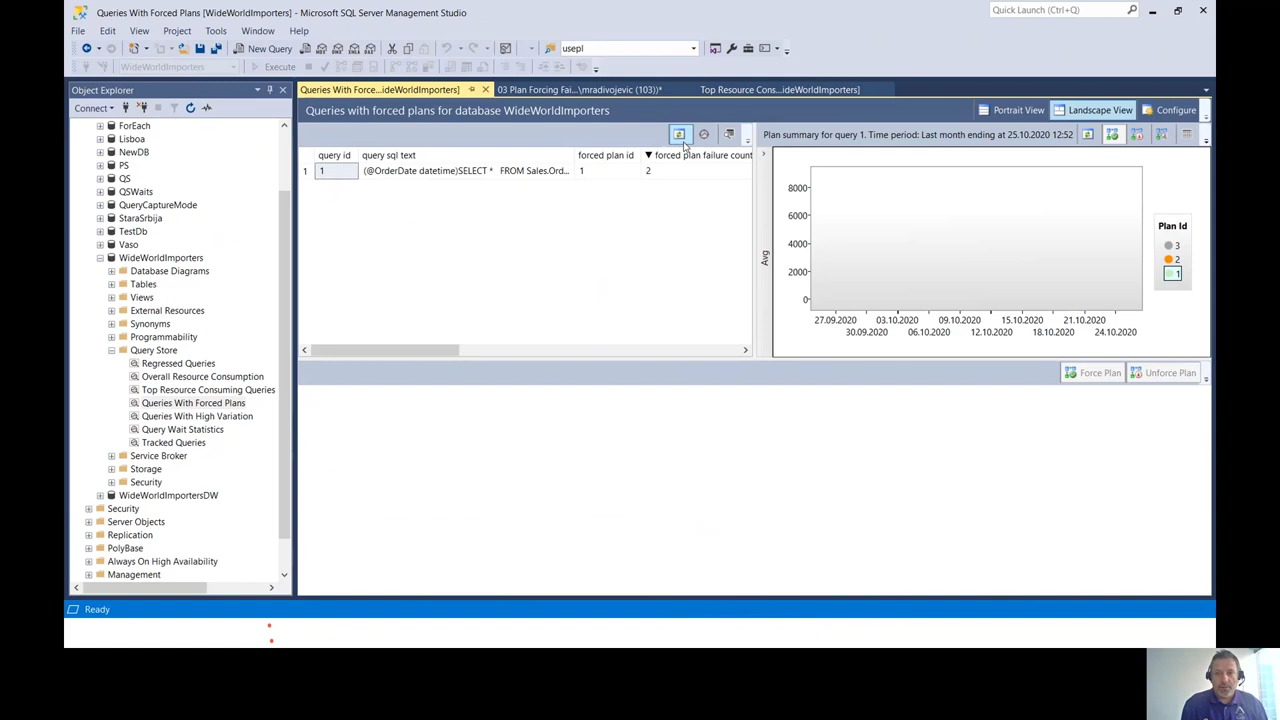 Queries With Forced Plans [WideWorldImporters] - Microsoft SQL Server Management Studio
Quick Launch (Ctrl+Q)
File Edit View Project Tools Window Help
New Query
usepl
WideWorldImporters
Execute
Object Explorer
Queries With Force...ideWorldImporters]
03 Plan Forcing Fai...\mradivojevic (103))*
Top Resource Cons...ideWorldImporters]
Connect
Queries with forced plans for database WideWorldImporters
Portrait View
Landscape View
Configure
ForEach
Lisboa
NewDB
PS
QS
QSWaits
QueryCaptureMode
StaraSrbija
TestDb
Vaso
WideWorldImporters
Database Diagrams
Tables
Views
External Resources
Synonyms
Programmability
Query Store
Regressed Queries
Overall Resource Consumption
Top Resource Consuming Queries
Queries With Forced Plans
Queries With High Variation
Query Wait Statistics
Tracked Queries
Service Broker
Storage
Security
WideWorldImportersDW
Security
Server Objects
Replication
PolyBase
Always On High Availability
Management
query id query sql text forced plan id forced plan failure count
1 1 (@OrderDate datetime)SELECT * FROM Sales.Ord... 1 2
Plan summary for query 1. Time period: Last month ending at 25.10.2020 12:52
Avg
8000
6000
4000
2000
0
27.09.2020 03.10.2020 09.10.2020 15.10.2020 21.10.2020
30.09.2020 06.10.2020 12.10.2020 18.10.2020 24.10.2020
Plan Id
3
2
1
Force Plan
Unforce Plan
Ready